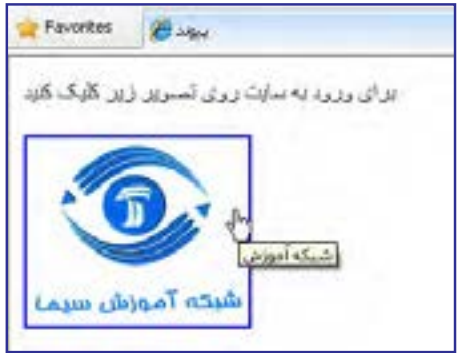 Favorites
پیوند
برای ورود به سایت روی تصویر زیر کلیک کنید
شبکه آموزش
شبکه آموزش سیما